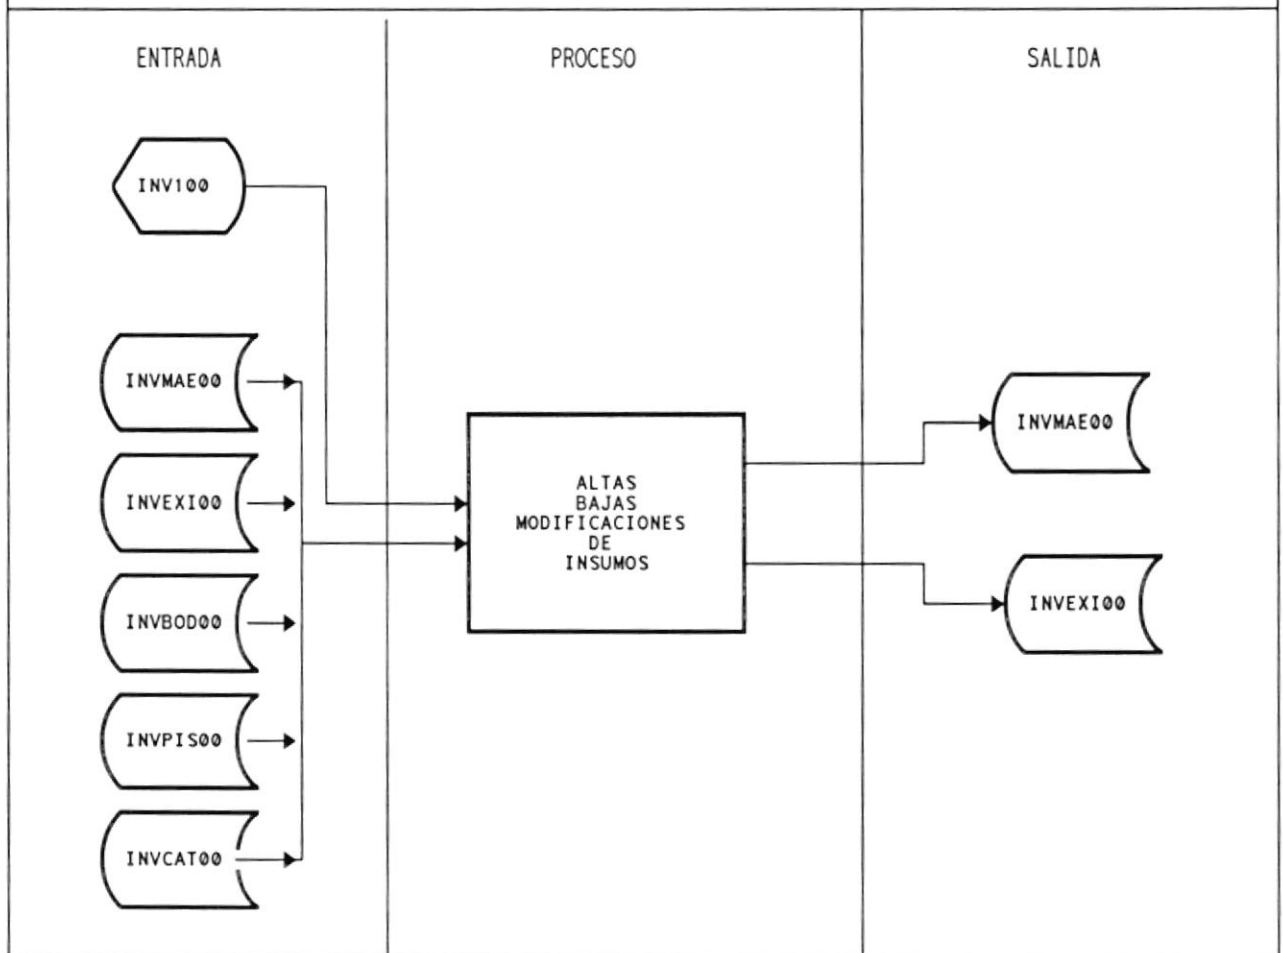 ENTRADA
PROCESO
SALIDA
INV100
INVMAE00
INVEXI00
INVBOD00
INVPIS00
INVCAT00
ALTAS
BAJAS
MODIFICACIONES
DE
INSUMOS
INVMAE00
INVEXI00